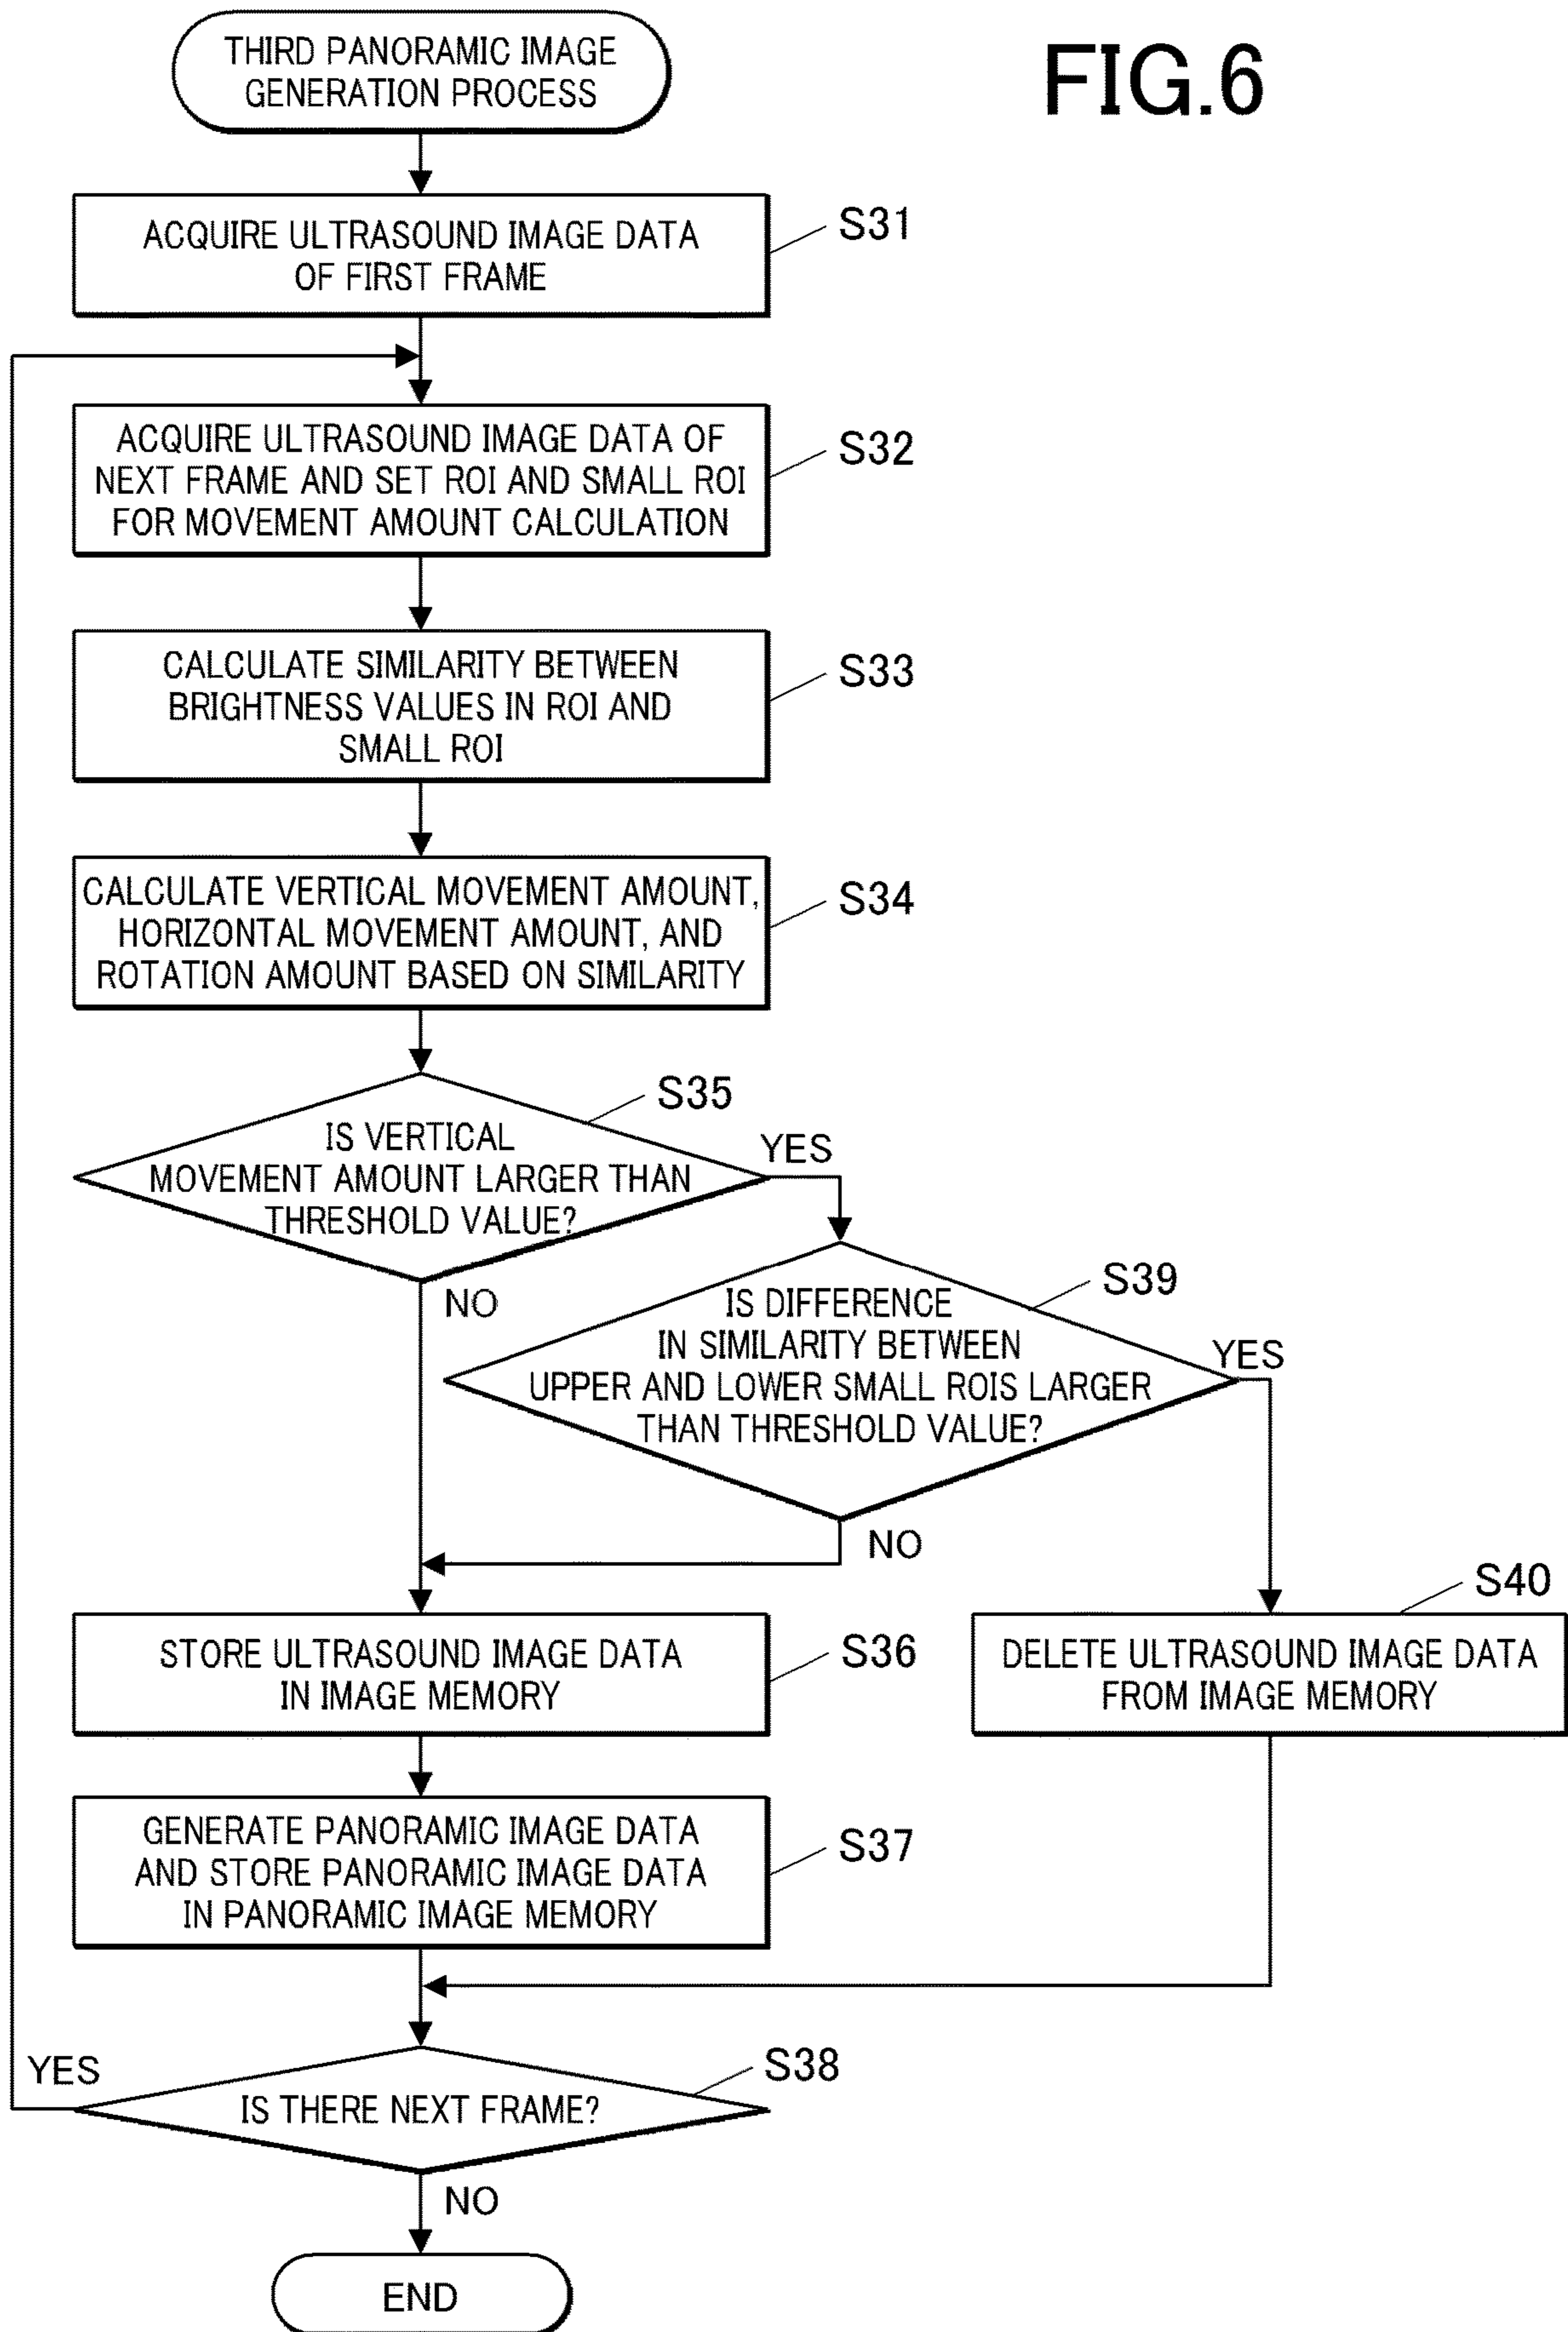 FIG.6
THIRD PANORAMIC IMAGE
GENERATION PROCESS
ACQUIRE ULTRASOUND IMAGE DATA
OF FIRST FRAME
S31
ACQUIRE ULTRASOUND IMAGE DATA OF
NEXT FRAME AND SET ROI AND SMALL ROI
FOR MOVEMENT AMOUNT CALCULATION
S32
CALCULATE SIMILARITY BETWEEN
BRIGHTNESS VALUES IN ROI AND
SMALL ROI
S33
CALCULATE VERTICAL MOVEMENT AMOUNT,
HORIZONTAL MOVEMENT AMOUNT, AND
ROTATION AMOUNT BASED ON SIMILARITY
S34
IS VERTICAL
MOVEMENT AMOUNT LARGER THAN
THRESHOLD VALUE?
S35
YES
NO
IS DIFFERENCE
IN SIMILARITY BETWEEN
UPPER AND LOWER SMALL ROIS LARGER
THAN THRESHOLD VALUE?
S39
YES
NO
STORE ULTRASOUND IMAGE DATA
IN IMAGE MEMORY
S36
DELETE ULTRASOUND IMAGE DATA
FROM IMAGE MEMORY
S40
GENERATE PANORAMIC IMAGE DATA
AND STORE PANORAMIC IMAGE DATA
IN PANORAMIC IMAGE MEMORY
S37
IS THERE NEXT FRAME?
S38
YES
NO
END